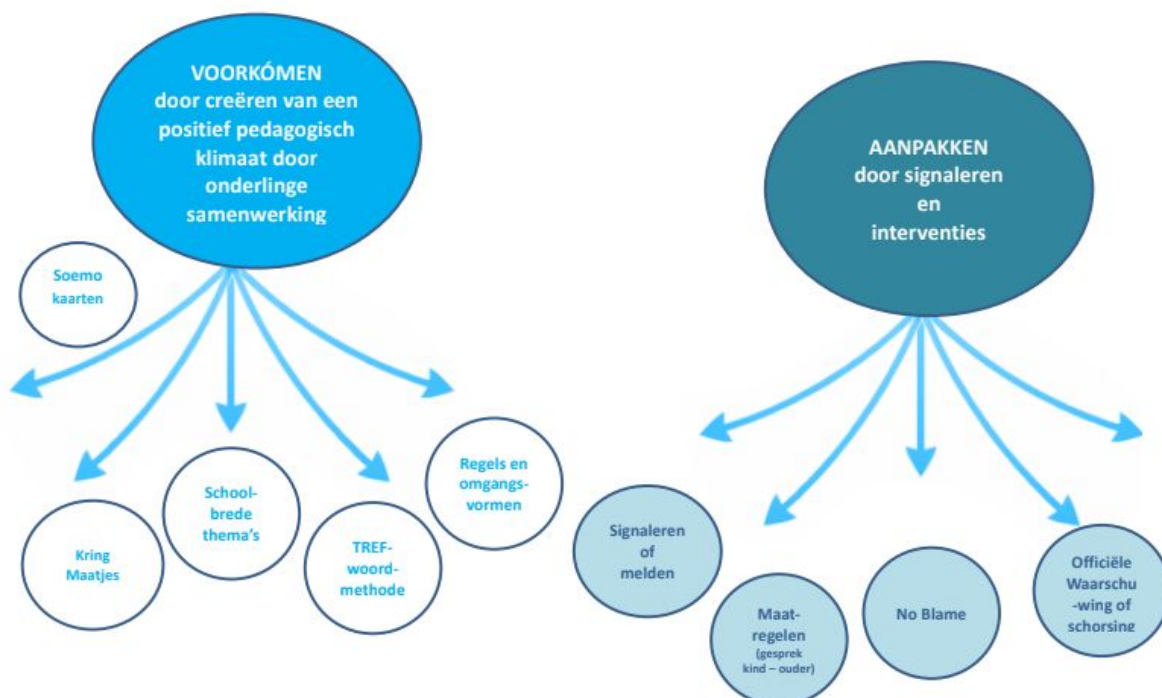 VOORKÓMEN
door creëren van een
positief pedagogisch
klimaat door
onderlinge
samenwerking
Soemo
kaarten
Kring
Maatjes
School-
brede
thema's
TREF-
woord-
methode
Regels en
omgangs-
vormen
AANPAKKEN
door signaleren
en
interventies
Signaleren
of
melden
Maat-
regelen
(gesprek
kind – ouder)
No Blame
Officiële
Waarschu
-wing of
schorsing